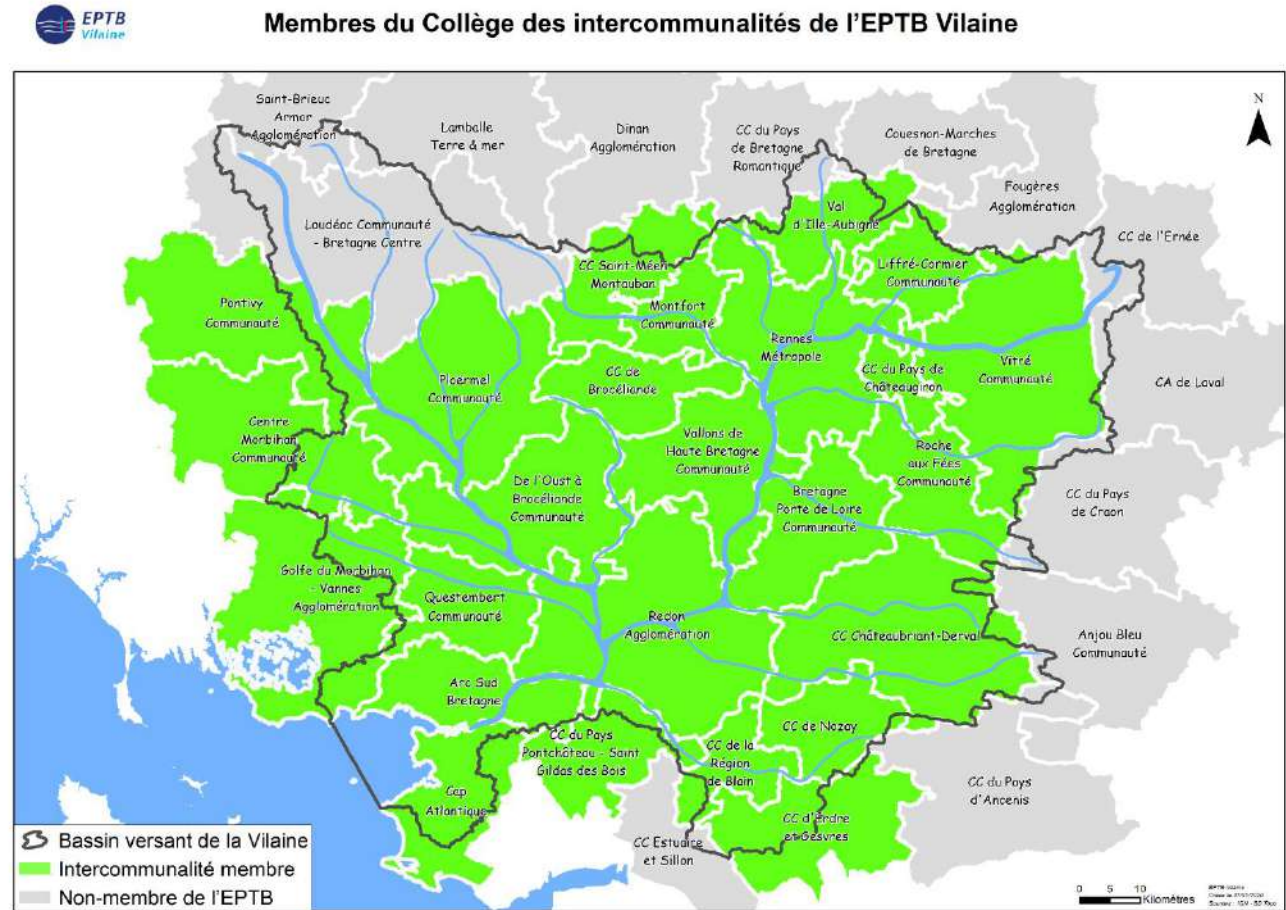 EPTB
Vilaine
Membres du Collège des intercommunalités de l'EPTB Vilaine
N
Saint-Brieuc
Armor
Agglomération
Lamballe
Terre & mer
Dinan
Agglomération
CC du Pays
de Bretagne
Romantique
Couesnon-Marches
de Bretagne
Fougères
Agglomération
CC de l'Ernée
Loudéac Communauté
- Bretagne Centre
Val
d'Ille-Aubigné
CC Saint-Méen
Montauban
Liffré-Cormier
Communauté
Pontivy
Communauté
Montfort
Communauté
Rennes
Métropole
Vitré
Communauté
CC du Pays de
Châteaugiron
CA de Laval
Ploermel
Communauté
CC de
Brocéliande
Centre
Morbihan
Communauté
Vallons de
Haute Bretagne
Communauté
Roche
aux Fées
Communauté
De l'Oust à
Brocéliande
Communauté
Bretagne
Porte de Loire
Communauté
CC du Pays
de Craon
Golfe du Morbihan
- Vannes
Agglomération
Questembert
Communauté
Redon
Agglomération
CC Châteaubriant-Derval
Anjou Bleu
Communauté
Arc Sud
Bretagne
CC du Pays
Pontchâteau - Saint
Gildas des Bois
CC de la
Région
de Blain
CC de Nozay
CC du Pays
d'Ancenis
Cap
Atlantique
CC d'Erdre
et Gesvres
CC Estuaire
et Sillon
Bassin versant de la Vilaine
Intercommunalité membre
Non-membre de l'EPTB
0 5 10
Kilomètres